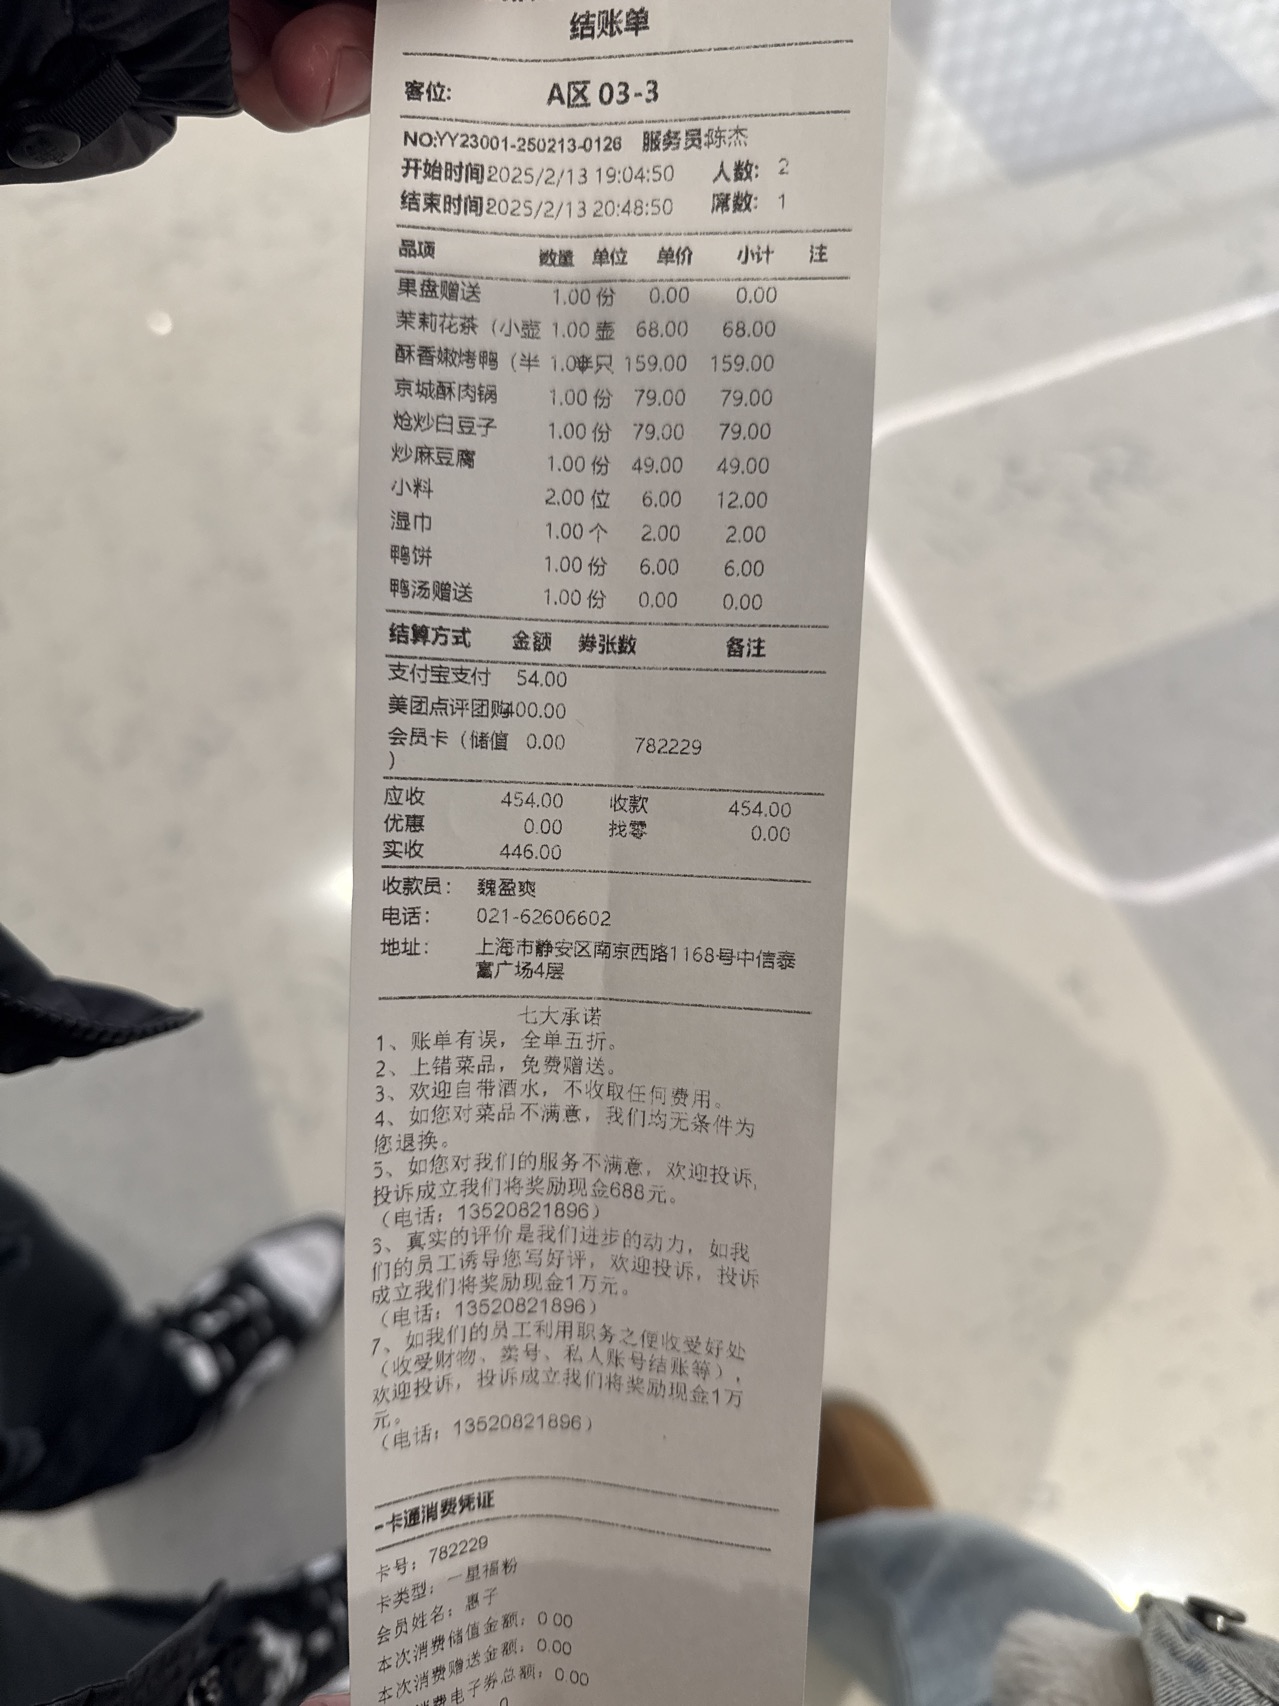 结账单
客位: A区 03-3
NO:YY23001-250213-0126 服务员:陈杰
开始时间2025/2/13 19:04:50 人数: 2
结束时间2025/2/13 20:48:50 席数: 1
品项 数量 单位 单价 小计 注
果盘赠送 1.00 份 0.00 0.00
茉莉花茶（小壶 1.00 壶 68.00 68.00
酥香嫩烤鸭（半 1.00半只 159.00 159.00
京城酥肉锅 1.00 份 79.00 79.00
炝炒白豆子 1.00 份 79.00 79.00
炒麻豆腐 1.00 份 49.00 49.00
小料 2.00 位 6.00 12.00
湿巾 1.00 个 2.00 2.00
鸭饼 1.00 份 6.00 6.00
鸭汤赠送 1.00 份 0.00 0.00
结算方式 金额 券张数 备注
支付宝支付 54.00
美团点评团购400.00
会员卡（储值 0.00 782229
）
应收 454.00 收款 454.00
优惠 0.00 找零 0.00
实收 446.00
收款员： 魏盈爽
电话： 021-62606602
地址： 上海市静安区南京西路1168号中信泰
富广场4层
七大承诺
1、账单有误，全单五折。
2、上错菜品，免费赠送。
3、欢迎自带酒水，不收取任何费用。
4、如您对菜品不满意，我们均无条件为
您退换。
5、如您对我们的服务不满意，欢迎投诉，
投诉成立我们将奖励现金688元。
（电话：13520821896）
6、真实的评价是我们进步的动力，如我
们的员工诱导您写好评，欢迎投诉，投诉
成立我们将奖励现金1万元。
（电话：13520821896）
7、如我们的员工利用职务之便收受好处
（收受财物、卖号、私人账号结账等），
欢迎投诉，投诉成立我们将奖励现金1万
元。
（电话：13520821896）
一卡通消费凭证
卡号：782229
卡类型：一星福粉
会员姓名：惠子
本次消费储值金额：0.00
本次消费赠送金额：0.00
消费电子券总额：0.00